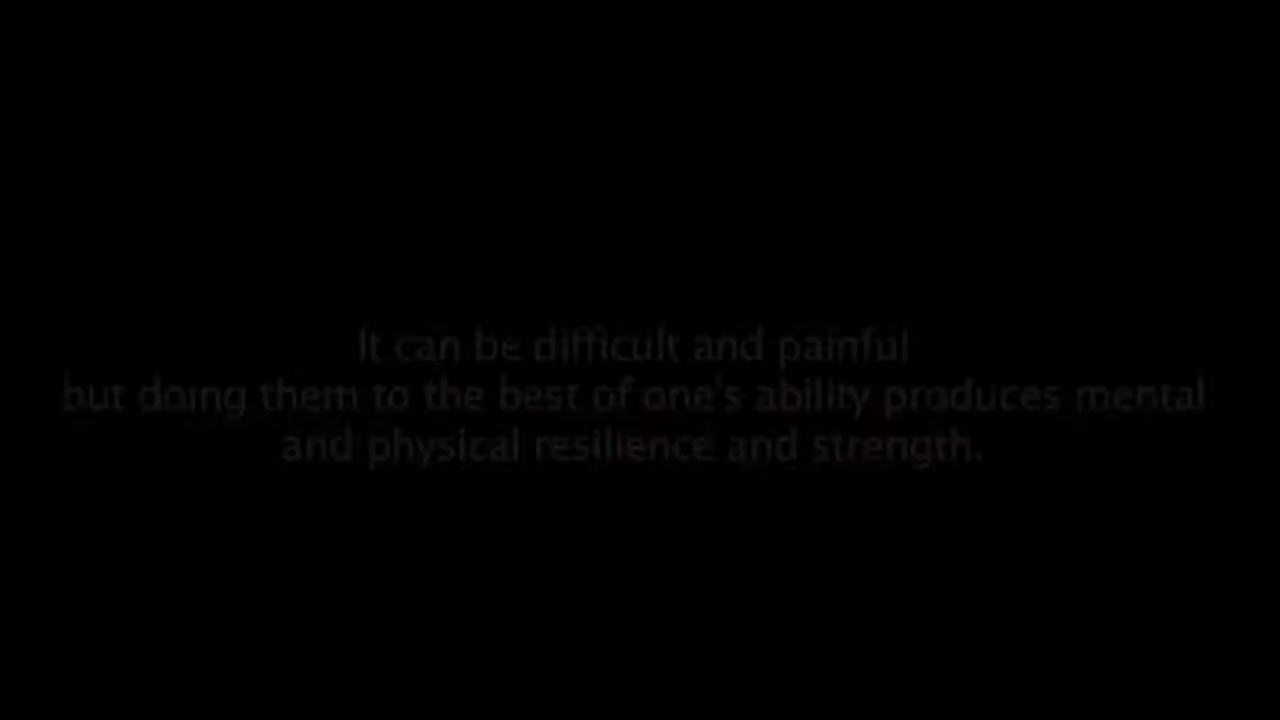 It can be difficult and painful
but doing them to the best of one's ability produces mental
and physical resilience and strength.